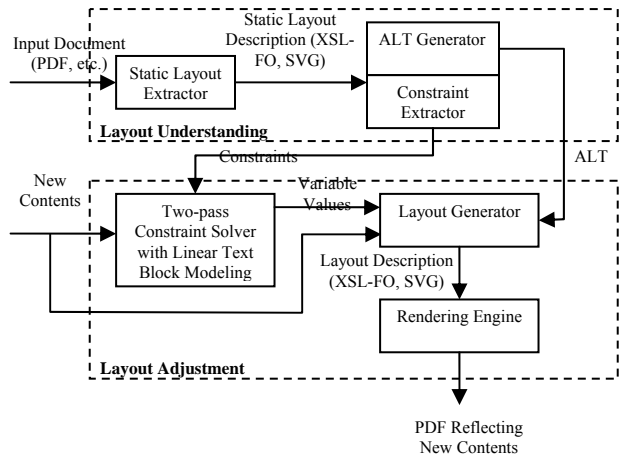 Static Layout
Description (XSL-
FO, SVG)
Input Document
(PDF, etc.)
Static Layout
Extractor
ALT Generator
Constraint
Extractor
Layout Understanding
Constraints
ALT
New
Contents
Variable
Values
Two-pass
Constraint Solver
with Linear Text
Block Modeling
Layout Generator
Layout Description
(XSL-FO, SVG)
Rendering Engine
Layout Adjustment
PDF Reflecting
New Contents